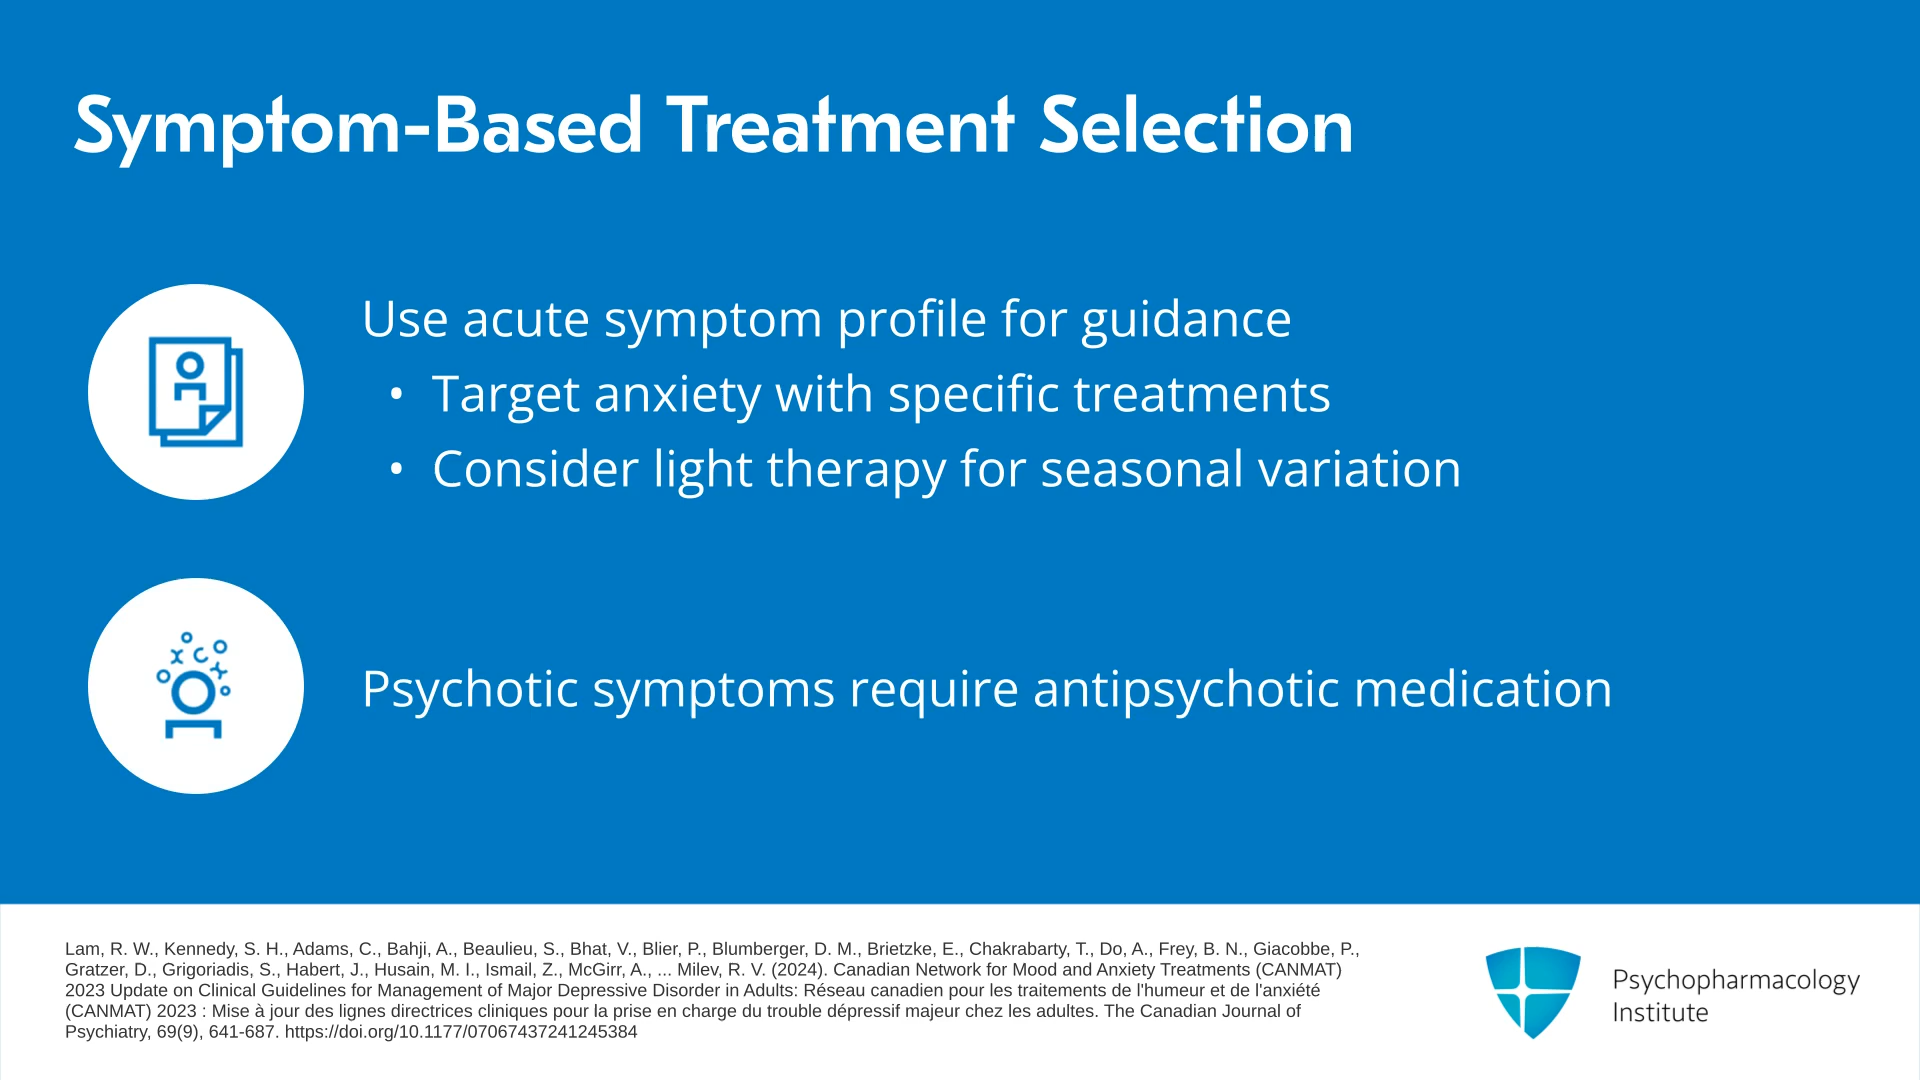 Symptom-Based Treatment Selection
Use acute symptom profile for guidance
• Target anxiety with specific treatments
• Consider light therapy for seasonal variation
Psychotic symptoms require antipsychotic medication
Lam, R. W., Kennedy, S. H., Adams, C., Bahji, A., Beaulieu, S., Bhat, V., Blier, P., Blumberger, D. M., Brietzke, E., Chakrabarty, T., Do, A., Frey, B. N., Giacobbe, P.,
Gratzer, D., Grigoriadis, S., Habert, J., Husain, M. I., Ismail, Z., McGirr, A., ... Milev, R. V. (2024). Canadian Network for Mood and Anxiety Treatments (CANMAT)
2023 Update on Clinical Guidelines for Management of Major Depressive Disorder in Adults: Réseau canadien pour les traitements de l'humeur et de l'anxiété
(CANMAT) 2023 : Mise à jour des lignes directrices cliniques pour la prise en charge du trouble dépressif majeur chez les adultes. The Canadian Journal of
Psychiatry, 69(9), 641-687. https://doi.org/10.1177/07067437241245384
Psychopharmacology
Institute